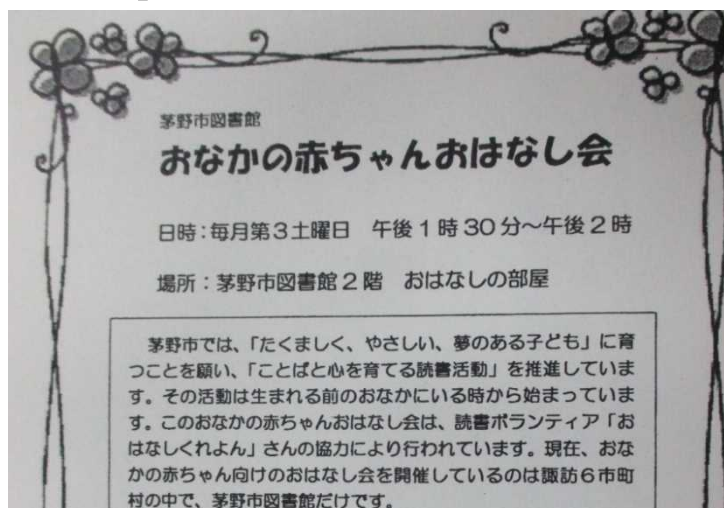 茅野市図書館
おなかの赤ちゃんおはなし会
日時:毎月第3土曜日 午後1時30分～午後2時
場所:茅野市図書館2階 おはなしの部屋
茅野市では、「たくましく、やさしい、夢のある子ども」に育
つことを願い、「ことばと心を育てる読書活動」を推進していま
す。その活動は生まれる前のおなかにいる時から始まっていま
す。このおなかの赤ちゃんおはなし会は、読書ボランティア「お
はなしくれよん」さんの協力により行われています。現在、おな
かの赤ちゃん向けのおはなし会を開催しているのは諏訪6市町
村の中で、茅野市図書館だけです。